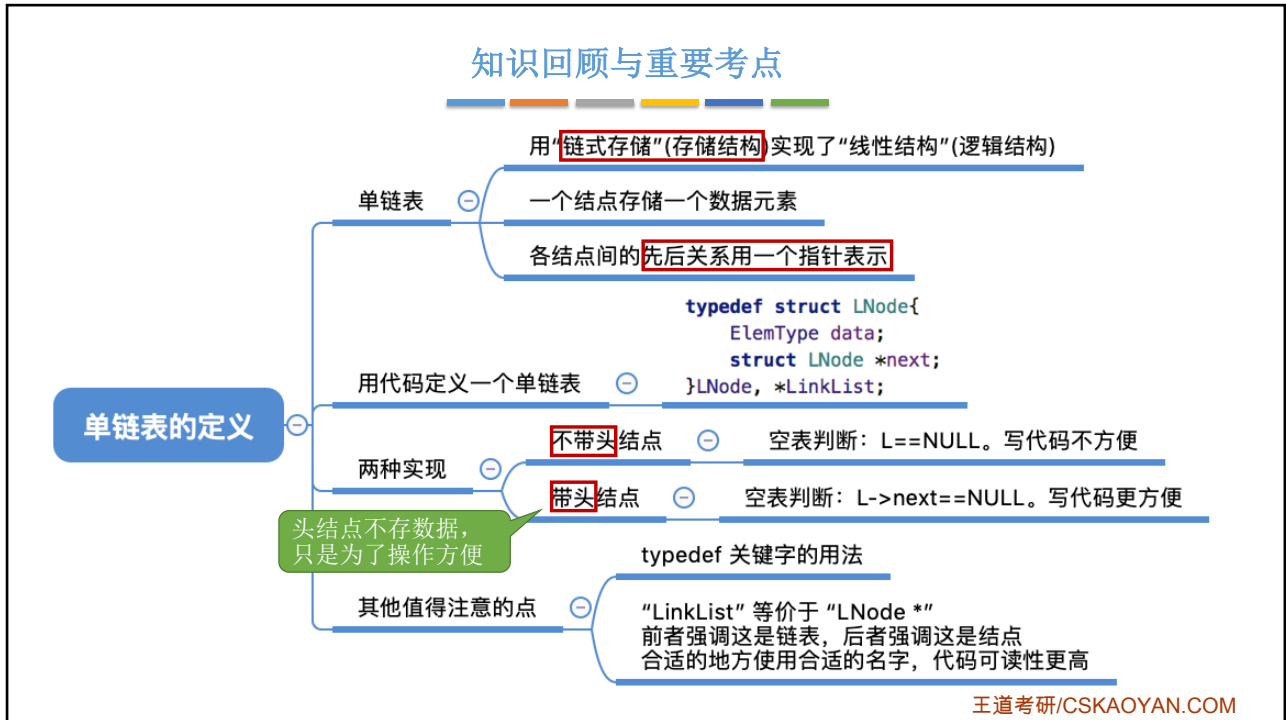 知识回顾与重要考点
用“链式存储”(存储结构)实现了“线性结构”(逻辑结构)
单链表
一个结点存储一个数据元素
各结点间的先后关系用一个指针表示
typedef struct LNode{
ElemType data;
struct LNode *next;
}LNode, *LinkList;
用代码定义一个单链表
单链表的定义
不带头结点
空表判断：L==NULL。写代码不方便
两种实现
带头结点
空表判断：L->next==NULL。写代码更方便
头结点不存数据，
只是为了操作方便
typedef 关键字的用法
其他值得注意的点
“LinkList” 等价于 “LNode *”
前者强调这是链表，后者强调这是结点
合适的地方使用合适的名字，代码可读性更高
王道考研/CSKAOYAN.COM